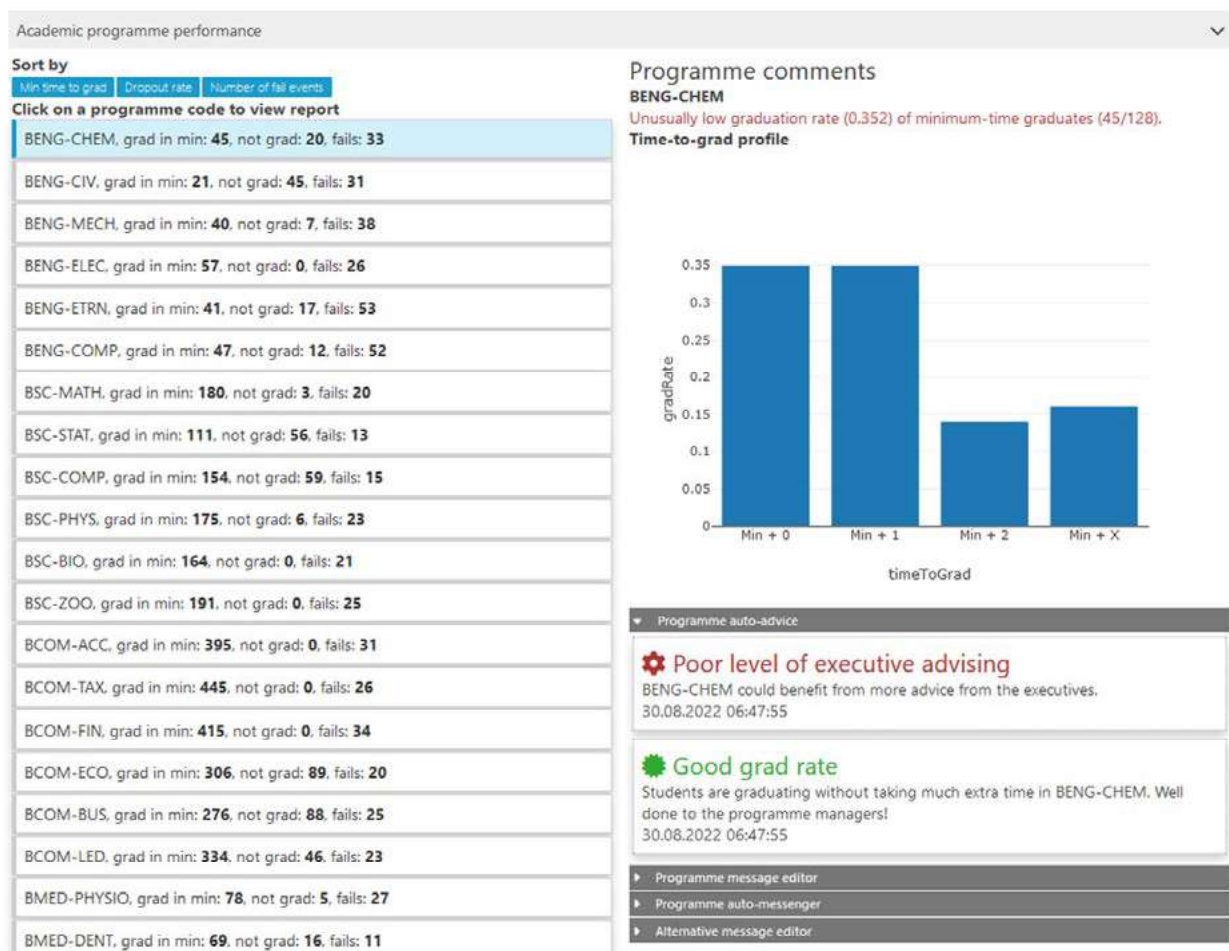 Academic programme performance
Sort by
Min time to grad Dropout rate Number of fail events
Click on a programme code to view report
BENG-CHEM, grad in min: 45, not grad: 20, fails: 33
BENG-CIV, grad in min: 21, not grad: 45, fails: 31
BENG-MECH, grad in min: 40, not grad: 7, fails: 38
BENG-ELEC, grad in min: 57, not grad: 0, fails: 26
BENG-ETRN, grad in min: 41, not grad: 17, fails: 53
BENG-COMP, grad in min: 47, not grad: 12, fails: 52
BSC-MATH, grad in min: 180, not grad: 3, fails: 20
BSC-STAT, grad in min: 111, not grad: 56, fails: 13
BSC-COMP, grad in min: 154, not grad: 59, fails: 15
BSC-PHYS, grad in min: 175, not grad: 6, fails: 23
BSC-BIO, grad in min: 164, not grad: 0, fails: 21
BSC-ZOO, grad in min: 191, not grad: 0, fails: 25
BCOM-ACC, grad in min: 395, not grad: 0, fails: 31
BCOM-TAX, grad in min: 445, not grad: 0, fails: 26
BCOM-FIN, grad in min: 415, not grad: 0, fails: 34
BCOM-ECO, grad in min: 306, not grad: 89, fails: 20
BCOM-BUS, grad in min: 276, not grad: 88, fails: 25
BCOM-LED, grad in min: 334, not grad: 46, fails: 23
BMED-PHYSIO, grad in min: 78, not grad: 5, fails: 27
BMED-DENT, grad in min: 69, not grad: 16, fails: 11
Programme comments
BENG-CHEM
Unusually low graduation rate (0.352) of minimum-time graduates (45/128).
Time-to-grad profile
0.35
0.3
0.25
0.2
0.15
0.1
0.05
0
gradRate
Min + 0 Min + 1 Min + 2 Min + X
timeToGrad
Programme auto-advice
Poor level of executive advising
BENG-CHEM could benefit from more advice from the executives.
30.08.2022 06:47:55
Good grad rate
Students are graduating without taking much extra time in BENG-CHEM. Well
done to the programme managers!
30.08.2022 06:47:55
Programme message editor
Programme auto-messenger
Alternative message editor